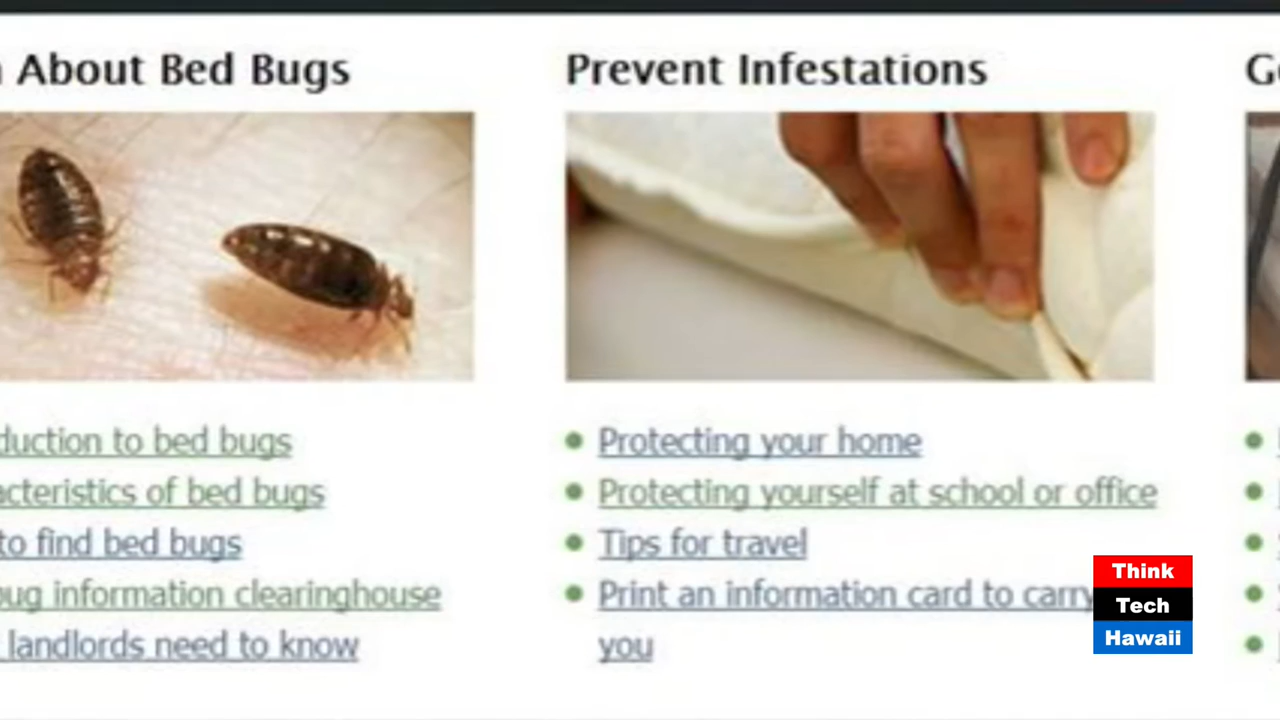 About Bed Bugs
duction to bed bugs
acteristics of bed bugs
to find bed bugs
bug information clearinghouse
landlords need to know
Prevent Infestations
Protecting your home
Protecting yourself at school or office
Tips for travel
Print an information card to carry
you
Think
Tech
Hawaii